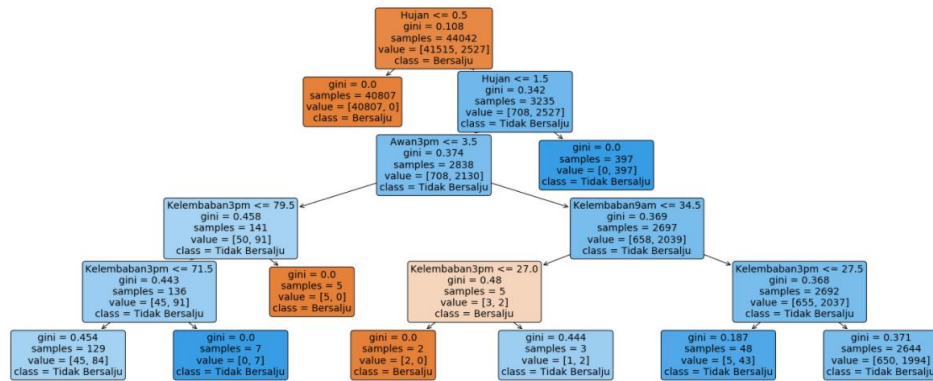 Hujan <= 0.5
gini = 0.108
samples = 44042
value = [41515, 2527]
class = Bersalju
gini = 0.0
samples = 40807
value = [40807, 0]
class = Bersalju
Hujan <= 1.5
gini = 0.342
samples = 3235
value = [708, 2527]
class = Tidak Bersalju
Awan3pm <= 3.5
gini = 0.374
samples = 2838
value = [708, 2130]
class = Tidak Bersalju
gini = 0.0
samples = 397
value = [0, 397]
class = Tidak Bersalju
Kelembaban3pm <= 79.5
gini = 0.458
samples = 141
value = [50, 91]
class = Tidak Bersalju
Kelembaban9am <= 34.5
gini = 0.369
samples = 2697
value = [658, 2039]
class = Tidak Bersalju
Kelembaban3pm <= 71.5
gini = 0.443
samples = 136
value = [45, 91]
class = Tidak Bersalju
gini = 0.0
samples = 5
value = [5, 0]
class = Bersalju
Kelembaban3pm <= 27.0
gini = 0.48
samples = 5
value = [3, 2]
class = Bersalju
Kelembaban3pm <= 27.5
gini = 0.368
samples = 2692
value = [655, 2037]
class = Tidak Bersalju
gini = 0.454
samples = 129
value = [45, 84]
class = Tidak Bersalju
gini = 0.0
samples = 7
value = [0, 7]
class = Tidak Bersalju
gini = 0.0
samples = 2
value = [2, 0]
class = Bersalju
gini = 0.444
samples = 3
value = [1, 2]
class = Tidak Bersalju
gini = 0.187
samples = 48
value = [5, 43]
class = Tidak Bersalju
gini = 0.371
samples = 2644
value = [650, 1994]
class = Tidak Bersalju